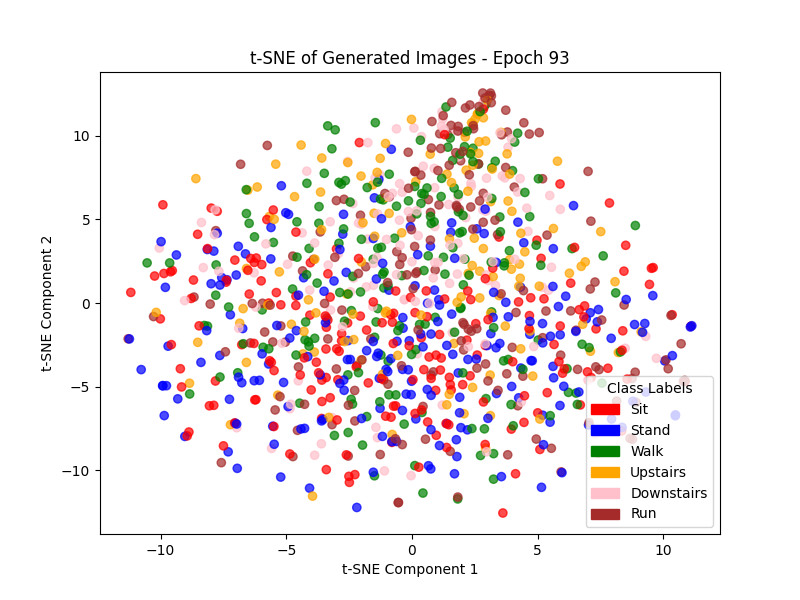 t-SNE of Generated Images - Epoch 93
t-SNE Component 2
10
5
0
−5
−10
−10
−5
0
5
10
t-SNE Component 1
Class Labels
Sit
Stand
Walk
Upstairs
Downstairs
Run